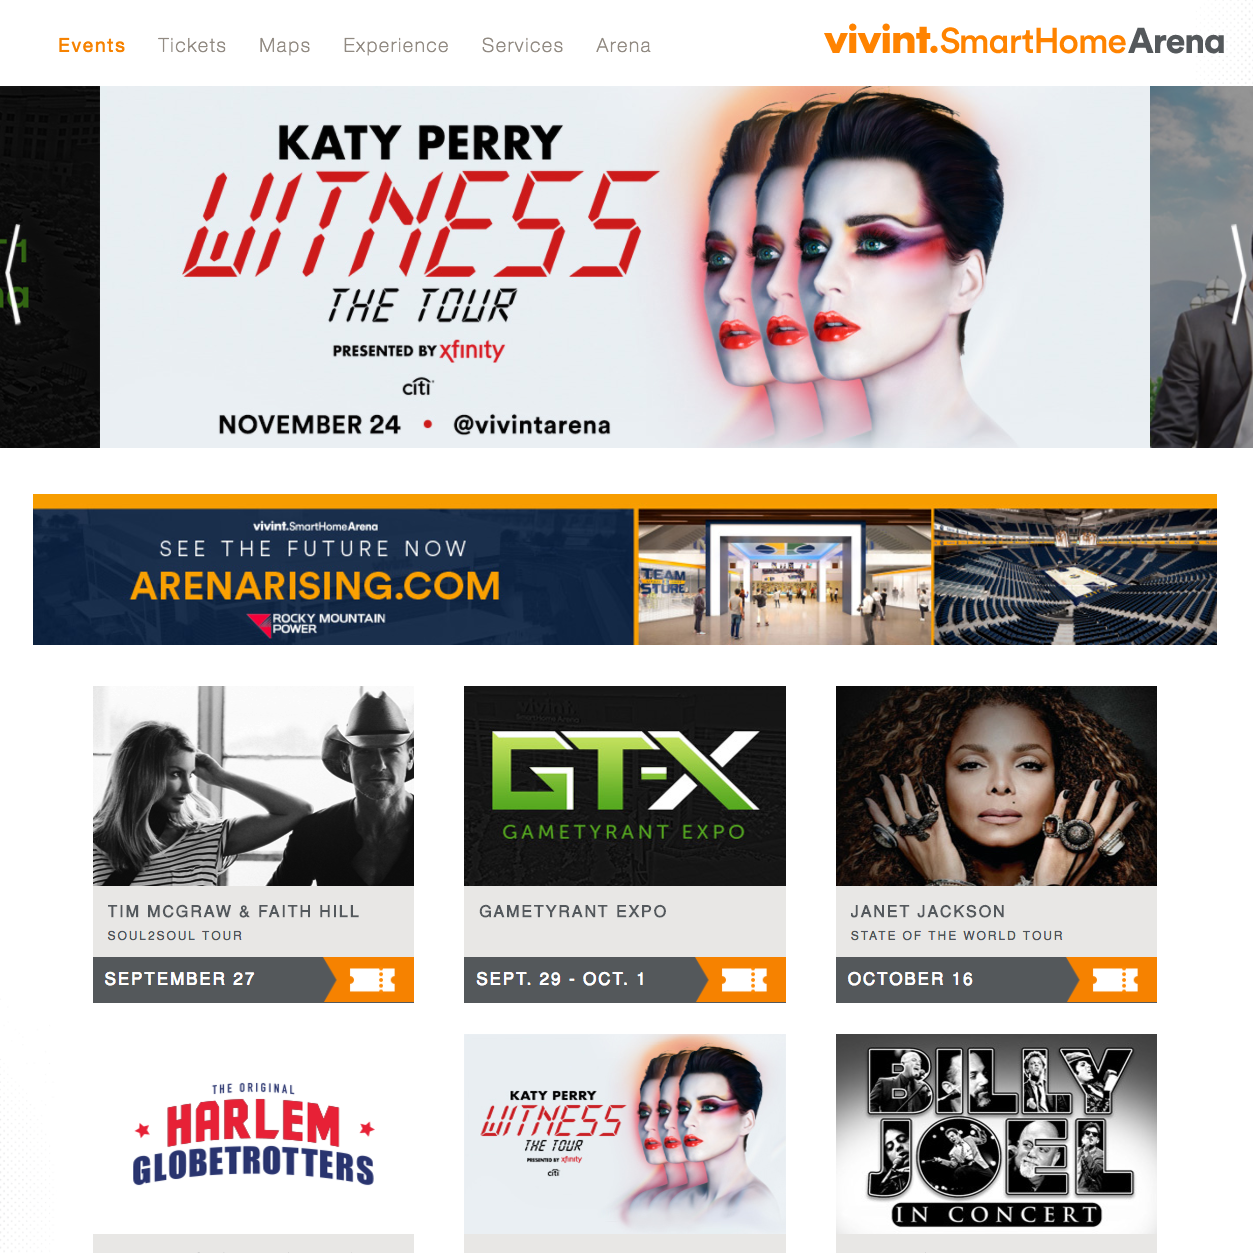 Events Tickets Maps Experience Services Arena
vivint.SmartHomeArena
KATY PERRY
WITNESS
THE TOUR
PRESENTED BY xfinity
citi
NOVEMBER 24 • @vivintarena
vivint.SmartHomeArena
SEE THE FUTURE NOW
ARENARISING.COM
ROCKY MOUNTAIN
POWER
TEAM
STORE
GT-X
GAMETYRANT EXPO
TIM MCGRAW & FAITH HILL
SOUL2SOUL TOUR
SEPTEMBER 27
GAMETYRANT EXPO
SEPT. 29 - OCT. 1
JANET JACKSON
STATE OF THE WORLD TOUR
OCTOBER 16
THE ORIGINAL
HARLEM
GLOBETROTTERS
KATY PERRY
WITNESS
THE TOUR
PRESENTED BY xfinity
citi
BILLY
JOEL
IN CONCERT